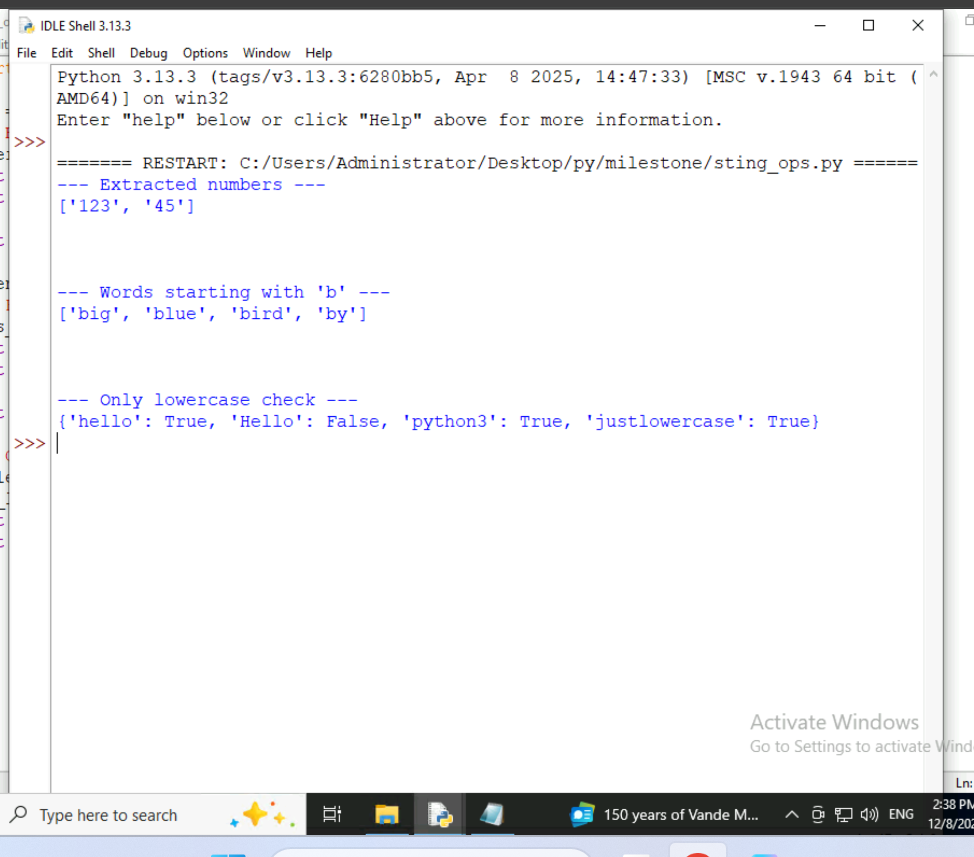 IDLE Shell 3.13.3
File Edit Shell Debug Options Window Help
Python 3.13.3 (tags/v3.13.3:6280bb5, Apr  8 2025, 14:47:33) [MSC v.1943 64 bit (
AMD64)] on win32
Enter "help" below or click "Help" above for more information.
>>>
======= RESTART: C:/Users/Administrator/Desktop/py/milestone/sting_ops.py ======
--- Extracted numbers ---
['123', '45']
--- Words starting with 'b' ---
['big', 'blue', 'bird', 'by']
--- Only lowercase check ---
{'hello': True, 'Hello': False, 'python3': True, 'justlowercase': True}
>>>
Activate Windows
Go to Settings to activate Wind
Ln:
Type here to search
150 years of Vande M...
ENG
2:38 PM
12/8/202